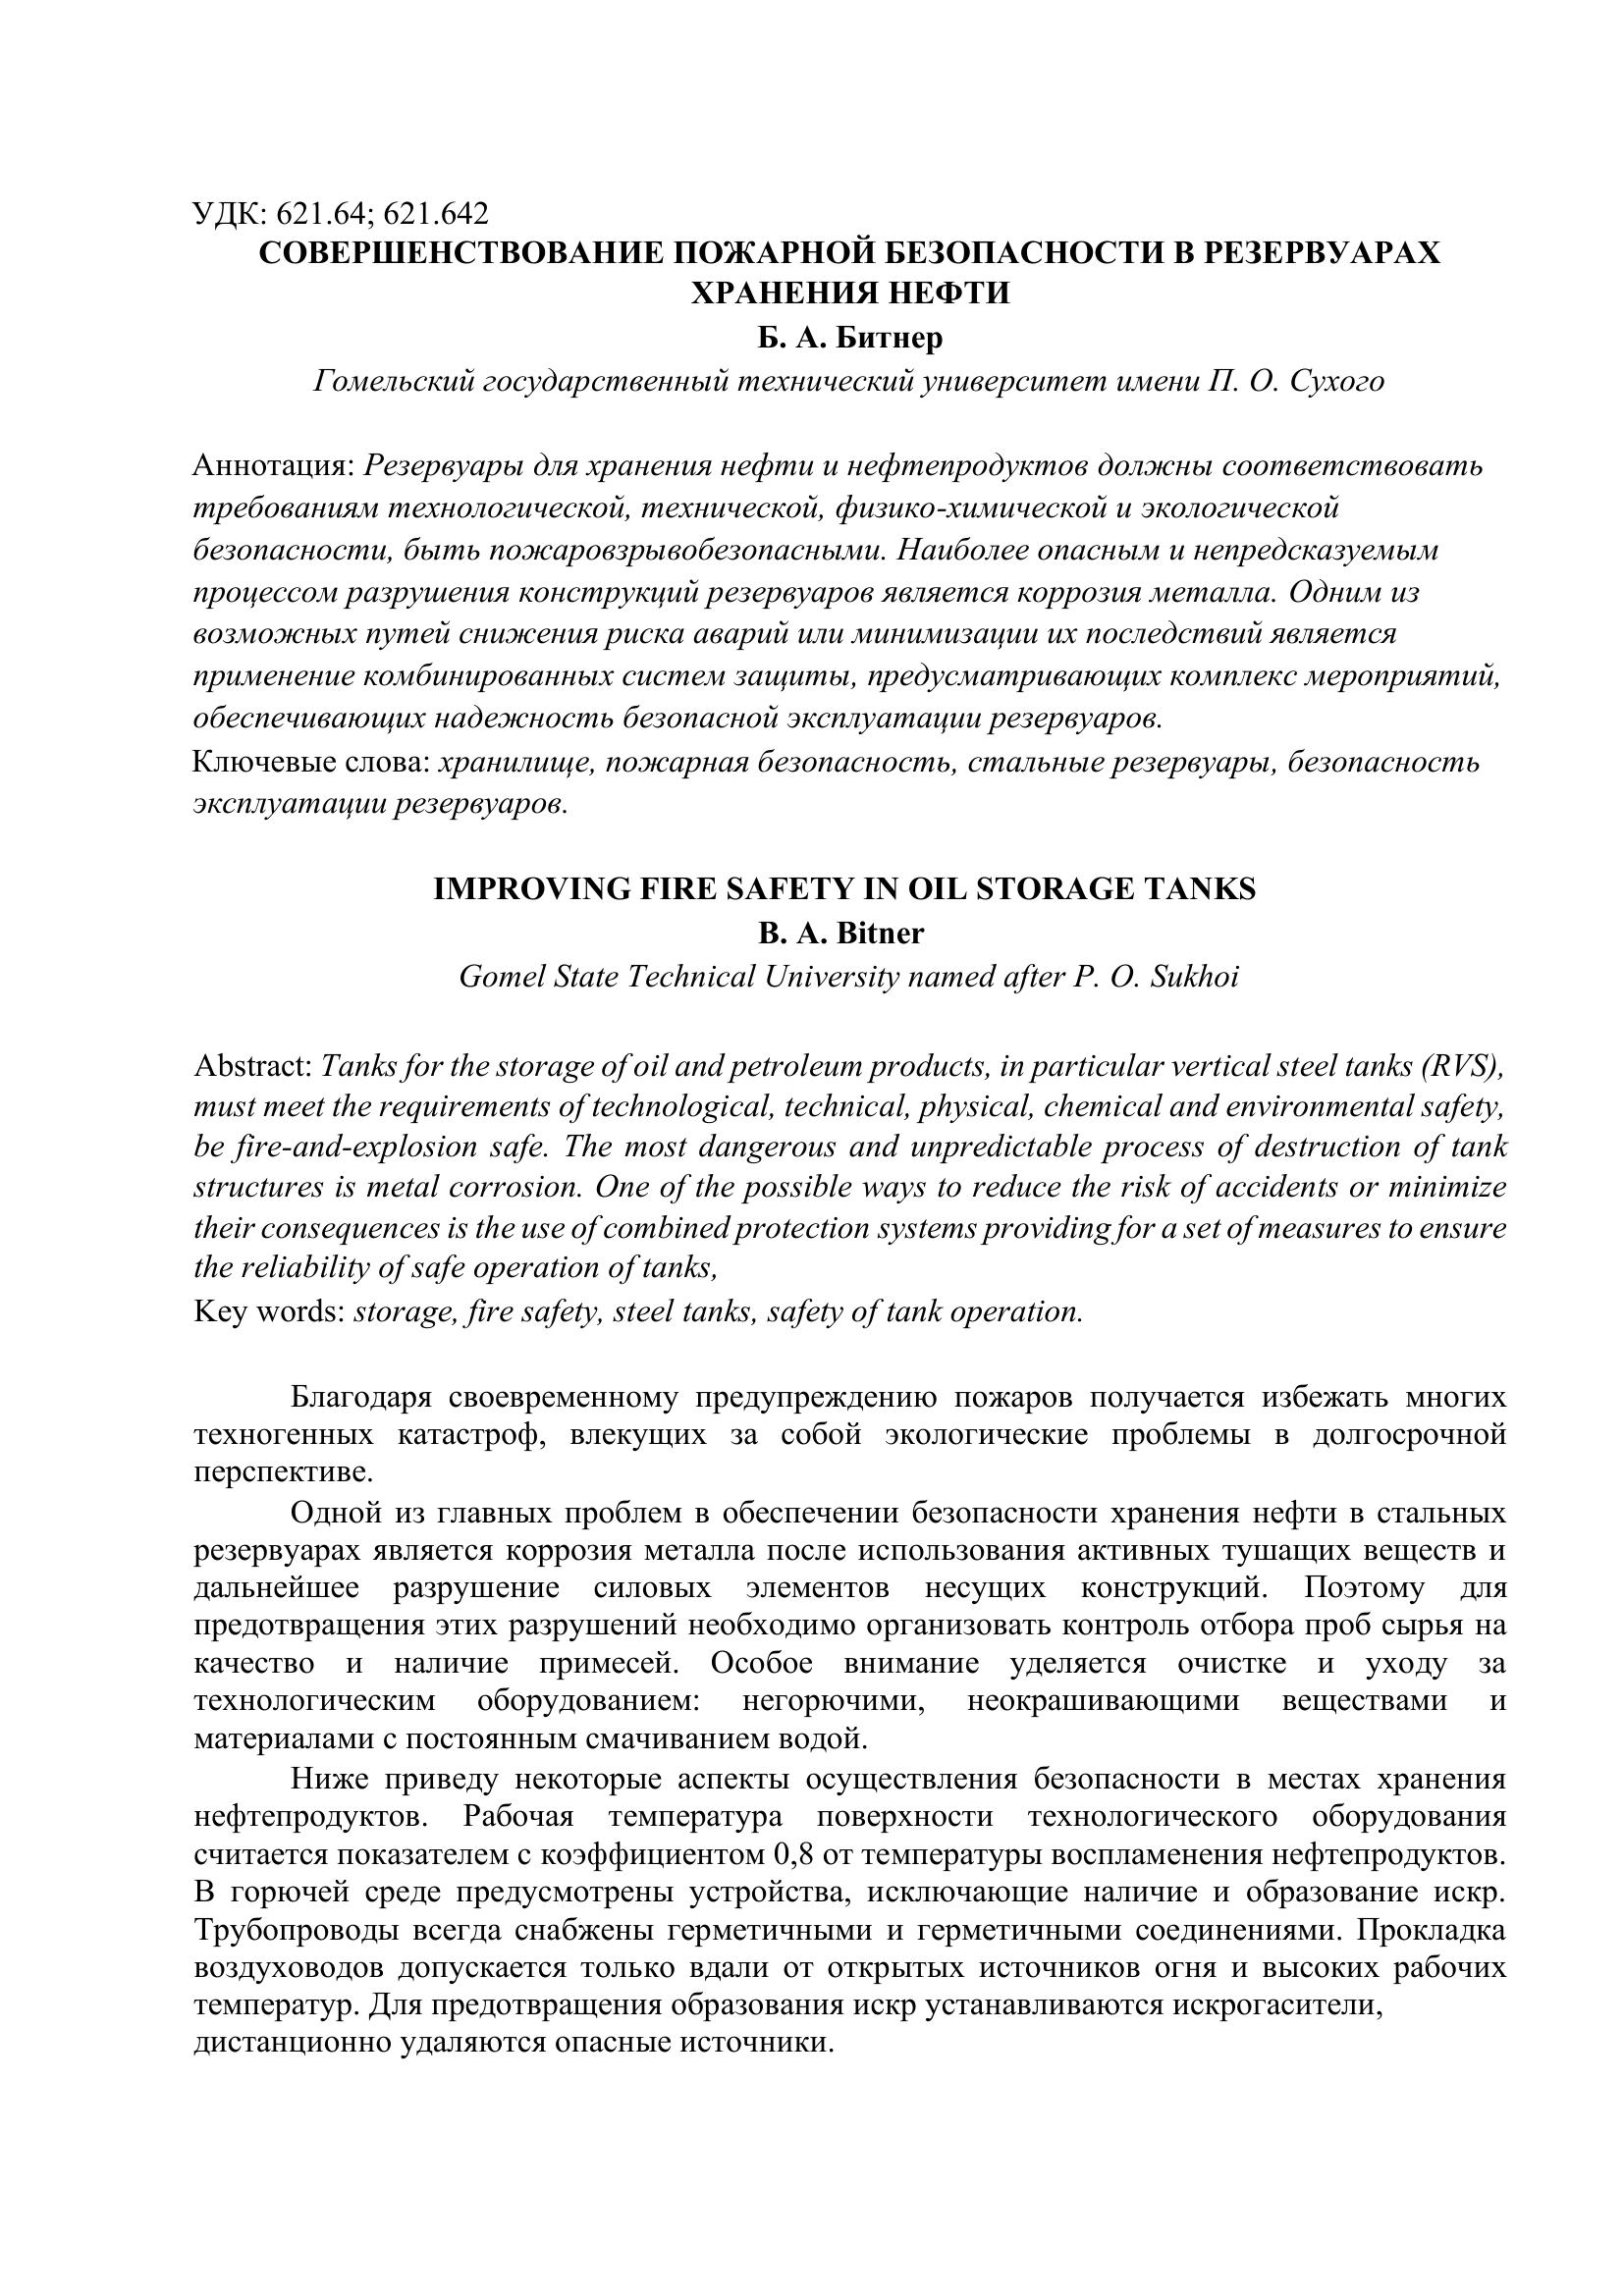 УДК: 621.64; 621.642
СОВЕРШЕНСТВОВАНИЕ ПОЖАРНОЙ БЕЗОПАСНОСТИ В РЕЗЕРВУАРАХ
ХРАНЕНИЯ НЕФТИ
Б. А. Битнер
Гомельский государственный технический университет имени П. О. Сухого
Аннотация: Резервуары для хранения нефти и нефтепродуктов должны соответствовать
требованиям технологической, технической, физико-химической и экологической
безопасности, быть пожаровзрывобезопасными. Наиболее опасным и непредсказуемым
процессом разрушения конструкций резервуаров является коррозия металла. Одним из
возможных путей снижения риска аварий или минимизации их последствий является
применение комбинированных систем защиты, предусматривающих комплекс мероприятий,
обеспечивающих надежность безопасной эксплуатации резервуаров.
Ключевые слова: хранилище, пожарная безопасность, стальные резервуары, безопасность
эксплуатации резервуаров.
IMPROVING FIRE SAFETY IN OIL STORAGE TANKS
B. A. Bitner
Gomel State Technical University named after P. O. Sukhoi
Abstract: Tanks for the storage of oil and petroleum products, in particular vertical steel tanks (RVS),
must meet the requirements of technological, technical, physical, chemical and environmental safety,
be fire-and-explosion safe. The most dangerous and unpredictable process of destruction of tank
structures is metal corrosion. One of the possible ways to reduce the risk of accidents or minimize
their consequences is the use of combined protection systems providing for a set of measures to ensure
the reliability of safe operation of tanks,
Key words: storage, fire safety, steel tanks, safety of tank operation.
Благодаря своевременному предупреждению пожаров получается избежать многих
техногенных катастроф, влекущих за собой экологические проблемы в долгосрочной
перспективе.
Одной из главных проблем в обеспечении безопасности хранения нефти в стальных
резервуарах является коррозия металла после использования активных тушащих веществ и
дальнейшее разрушение силовых элементов несущих конструкций. Поэтому для
предотвращения этих разрушений необходимо организовать контроль отбора проб сырья на
качество и наличие примесей. Особое внимание уделяется очистке и уходу за
технологическим оборудованием: негорючими, неокрашивающими веществами и
материалами с постоянным смачиванием водой.
Ниже приведу некоторые аспекты осуществления безопасности в местах хранения
нефтепродуктов. Рабочая температура поверхности технологического оборудования
считается показателем с коэффициентом 0,8 от температуры воспламенения нефтепродуктов.
В горючей среде предусмотрены устройства, исключающие наличие и образование искр.
Трубопроводы всегда снабжены герметичными и герметичными соединениями. Прокладка
воздуховодов допускается только вдали от открытых источников огня и высоких рабочих
температур. Для предотвращения образования искр устанавливаются искрогасители,
дистанционно удаляются опасные источники.